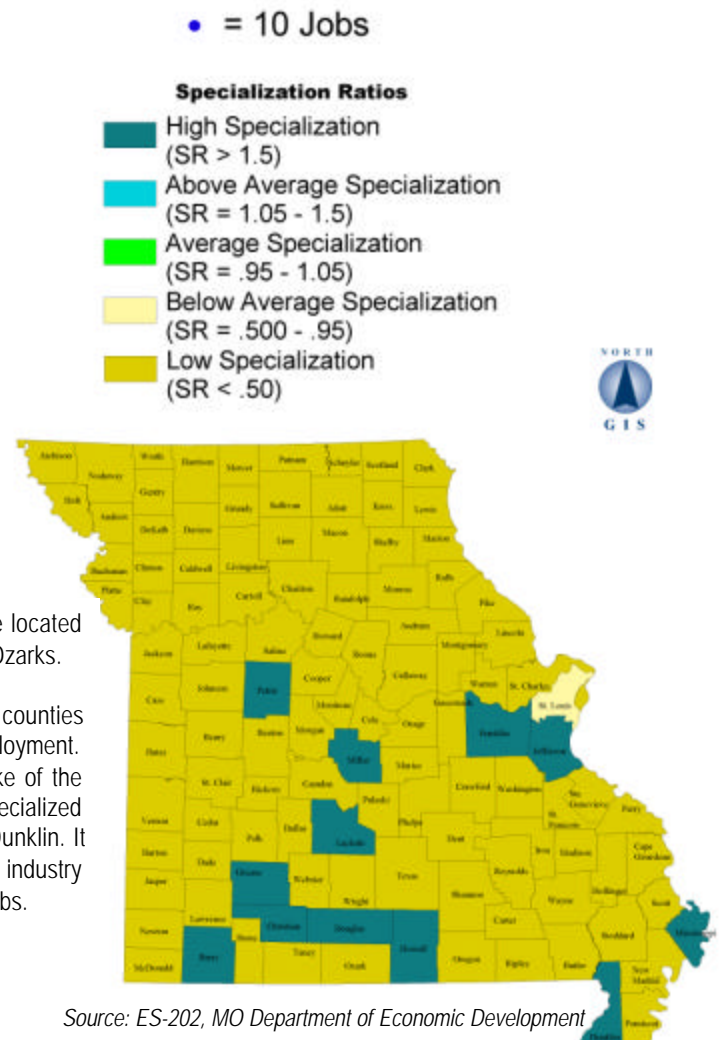 = 10 Jobs
Specialization Ratios
High Specialization
(SR > 1.5)
Above Average Specialization
(SR = 1.05 - 1.5)
Average Specialization
(SR = .95 - 1.05)
Below Average Specialization
(SR = .500 - .95)
Low Specialization
(SR < .50)
NORTH
GIS
Atchison Nodaway Worth Harrison Mercer Putnam Schuyler Scotland Clark
Holt Andrew Gentry Grundy Sullivan Adair Knox Lewis
DeKalb Daviess Linn Macon Shelby Marion
Buchanan Clinton Caldwell Livingston Chariton Randolph Monroe Ralls
Platte Clay Ray Carroll Pike
Audrain Lincoln
Jackson Lafayette Saline Howard Boone Callaway Montgomery Warren St. Charles
Cass Johnson Pettis Cooper Moniteau Cole Osage Gasconade Franklin St. Louis Jefferson
Bates Henry Benton Morgan Miller Maries
St. Clair Hickory Camden Pulaski Phelps Crawford Washington Ste. Genevieve Perry
Vernon Cedar Polk Dallas Laclede Dent Iron St. Francois Madison Cape Girardeau
Barton Dade Greene Webster Wright Texas Shannon Reynolds Wayne Bollinger Scott
Jasper Lawrence Christian Douglas Howell Carter Stoddard Mississippi
Newton Barry Stone Taney Ozark Oregon Ripley Butler New Madrid
McDonald Dunklin Pemiscot
e located
Ozarks.
counties
loyment.
ke of the
ecialized
Dunklin. It
industry
bs.
Source: ES-202, MO Department of Economic Development